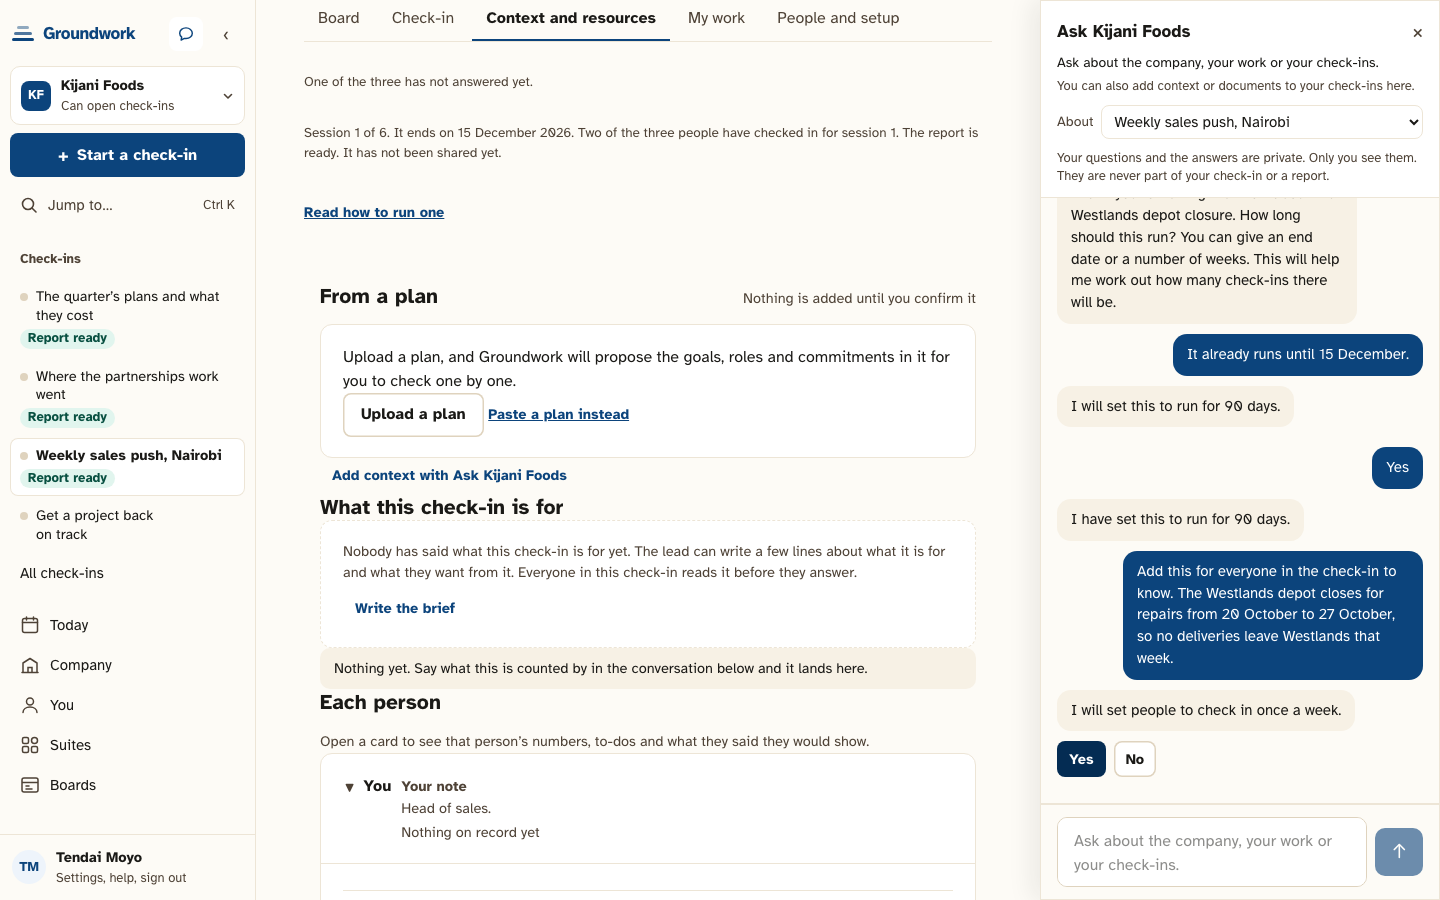 Groundwork
KF
Kijani Foods
Can open check-ins
+ Start a check-in
Jump to...
Ctrl K
Check-ins
The quarter's plans and what
they cost
Report ready
Where the partnerships work
went
Report ready
Weekly sales push, Nairobi
Report ready
Get a project back
on track
All check-ins
Today
Company
You
Suites
Boards
TM
Tendai Moyo
Settings, help, sign out
Board
Check-in
Context and resources
My work
People and setup
One of the three has not answered yet.
Session 1 of 6. It ends on 15 December 2026. Two of the three people have checked in for session 1. The report is
ready. It has not been shared yet.
Read how to run one
From a plan
Nothing is added until you confirm it
Upload a plan, and Groundwork will propose the goals, roles and commitments in it for
you to check one by one.
Upload a plan
Paste a plan instead
Add context with Ask Kijani Foods
What this check-in is for
Nobody has said what this check-in is for yet. The lead can write a few lines about what it is for
and what they want from it. Everyone in this check-in reads it before they answer.
Write the brief
Nothing yet. Say what this is counted by in the conversation below and it lands here.
Each person
Open a card to see that person's numbers, to-dos and what they said they would show.
You
Your note
Head of sales.
Nothing on record yet
Ask Kijani Foods
Ask about the company, your work or your check-ins.
You can also add context or documents to your check-ins here.
About
Weekly sales push, Nairobi
Your questions and the answers are private. Only you see them.
They are never part of your check-in or a report.
Westlands depot closure. How long
should this run? You can give an end
date or a number of weeks. This will help
me work out how many check-ins there
will be.
It already runs until 15 December.
I will set this to run for 90 days.
Yes
I have set this to run for 90 days.
Add this for everyone in the check-in to
know. The Westlands depot closes for
repairs from 20 October to 27 October,
so no deliveries leave Westlands that
week.
I will set people to check in once a week.
Yes
No
Ask about the company, your work or
your check-ins.